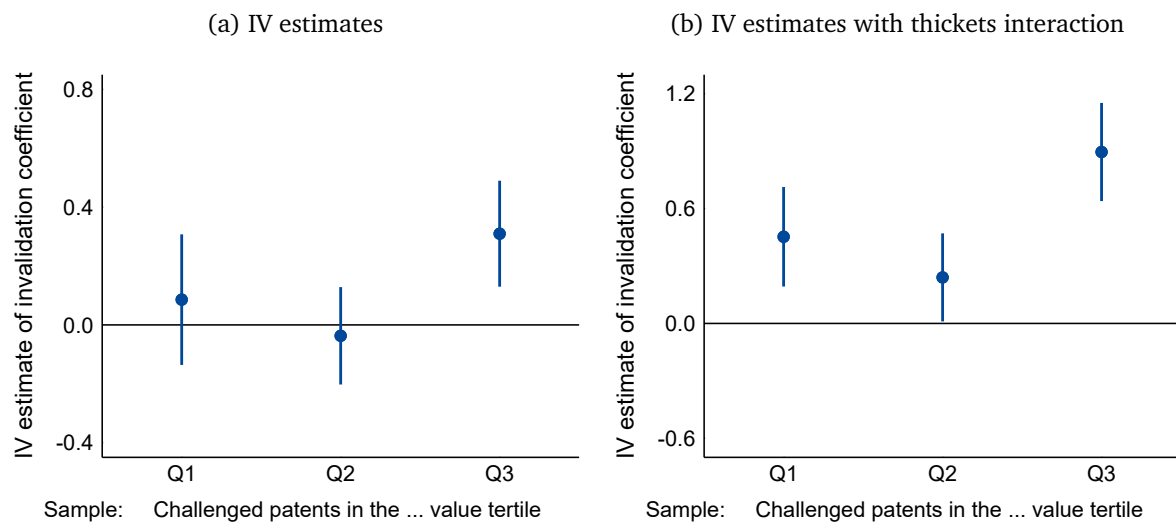 (a) IV estimates
IV estimate of invalidation coefficient
0.8
0.4
0.0
-0.4
Q1 Q2 Q3
Sample: Challenged patents in the ... value tertile
(b) IV estimates with thickets interaction
IV estimate of invalidation coefficient
1.2
0.6
0.0
-0.6
Q1 Q2 Q3
Sample: Challenged patents in the ... value tertile